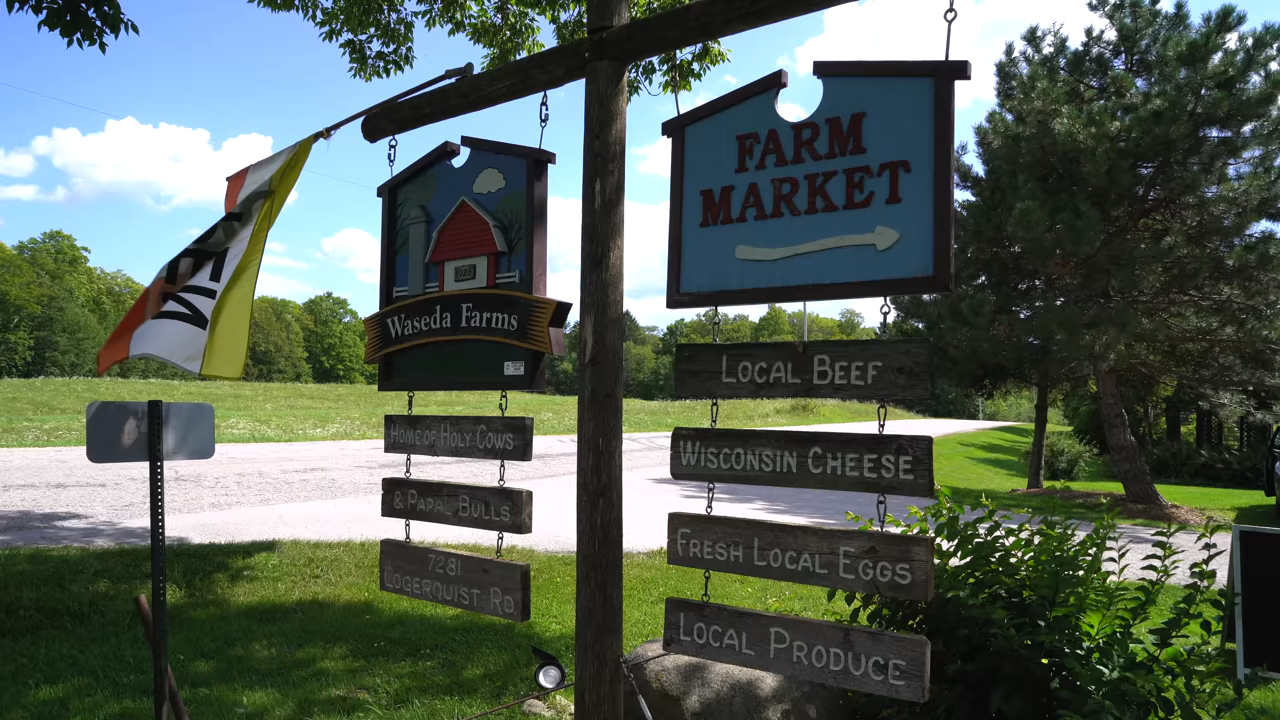 Waseda Farms
Home of Holy Cows
& Papal Bulls
7281
Logerquist Rd.
FARM
MARKET
Local Beef
Wisconsin Cheese
Fresh Local Eggs
Local Produce